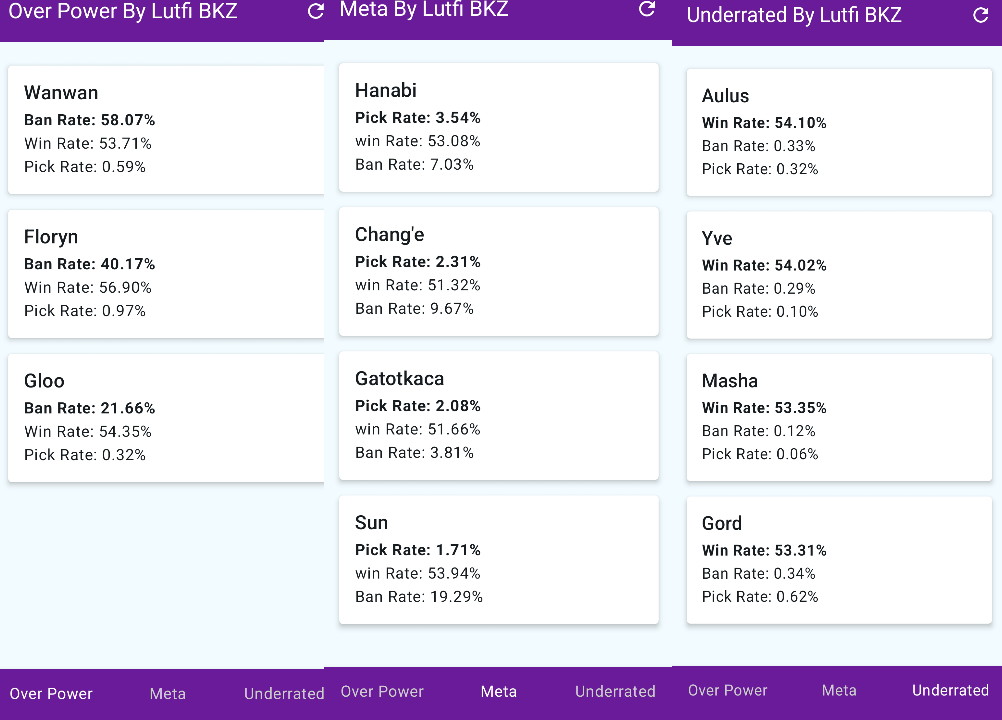 Over Power By Lutfi BKZ
Wanwan
Ban Rate: 58.07%
Win Rate: 53.71%
Pick Rate: 0.59%
Floryn
Ban Rate: 40.17%
Win Rate: 56.90%
Pick Rate: 0.97%
Gloo
Ban Rate: 21.66%
Win Rate: 54.35%
Pick Rate: 0.32%
Over Power Meta Underrated
Meta By Lutfi BKZ
Hanabi
Pick Rate: 3.54%
win Rate: 53.08%
Ban Rate: 7.03%
Chang'e
Pick Rate: 2.31%
win Rate: 51.32%
Ban Rate: 9.67%
Gatotkaca
Pick Rate: 2.08%
win Rate: 51.66%
Ban Rate: 3.81%
Sun
Pick Rate: 1.71%
win Rate: 53.94%
Ban Rate: 19.29%
Over Power Meta Underrated
Underrated By Lutfi BKZ
Aulus
Win Rate: 54.10%
Ban Rate: 0.33%
Pick Rate: 0.32%
Yve
Win Rate: 54.02%
Ban Rate: 0.29%
Pick Rate: 0.10%
Masha
Win Rate: 53.35%
Ban Rate: 0.12%
Pick Rate: 0.06%
Gord
Win Rate: 53.31%
Ban Rate: 0.34%
Pick Rate: 0.62%
Over Power Meta Underrated